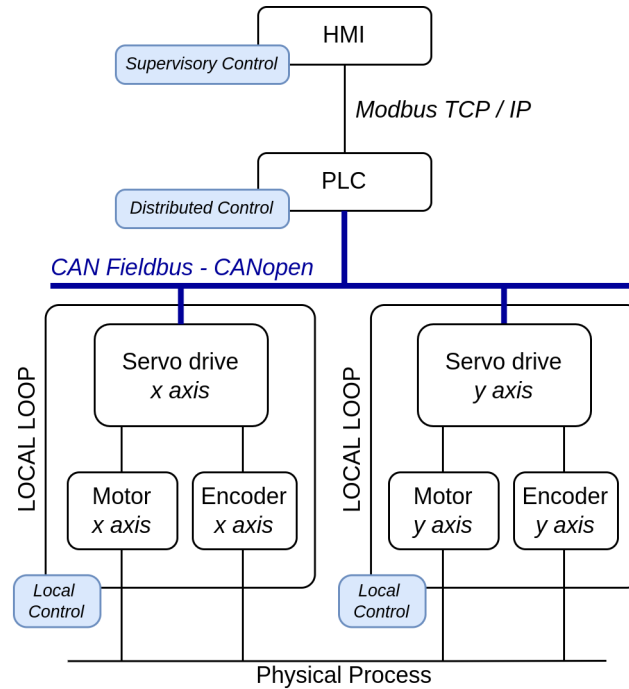 HMI
Supervisory Control
Modbus TCP / IP
PLC
Distributed Control
CAN Fieldbus - CANopen
LOCAL LOOP
Servo drive
x axis
Motor
x axis
Encoder
x axis
Local
Control
LOCAL LOOP
Servo drive
y axis
Motor
y axis
Encoder
y axis
Local
Control
Physical Process